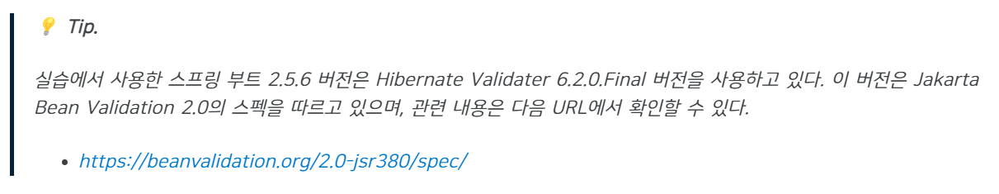 💡 Tip.
실습에서 사용한 스프링 부트 2.5.6 버전은 Hibernate Validater 6.2.0.Final 버전을 사용하고 있다. 이 버전은 Jakarta
Bean Validation 2.0의 스펙을 따르고 있으며, 관련 내용은 다음 URL에서 확인할 수 있다.
• https://beanvalidation.org/2.0-jsr380/spec/